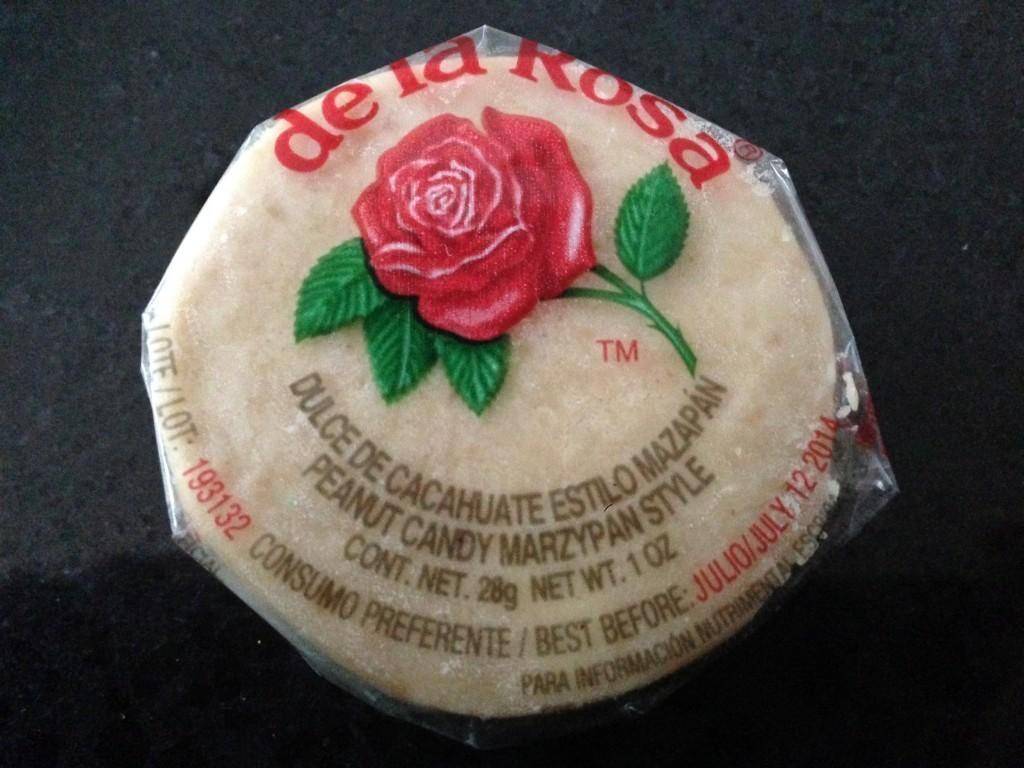 de la Rosa®
TM
DULCE DE CACAHUATE ESTILO MAZAPÁN
PEANUT CANDY MARZYPAN STYLE
CONT. NET. 28g NET WT. 1 OZ
LOTE / LOT: 193132 CONSUMO PREFERENTE / BEST BEFORE: JULIO/JULY 12 2014
PARA INFORMACIÓN NUTRIMENTAL